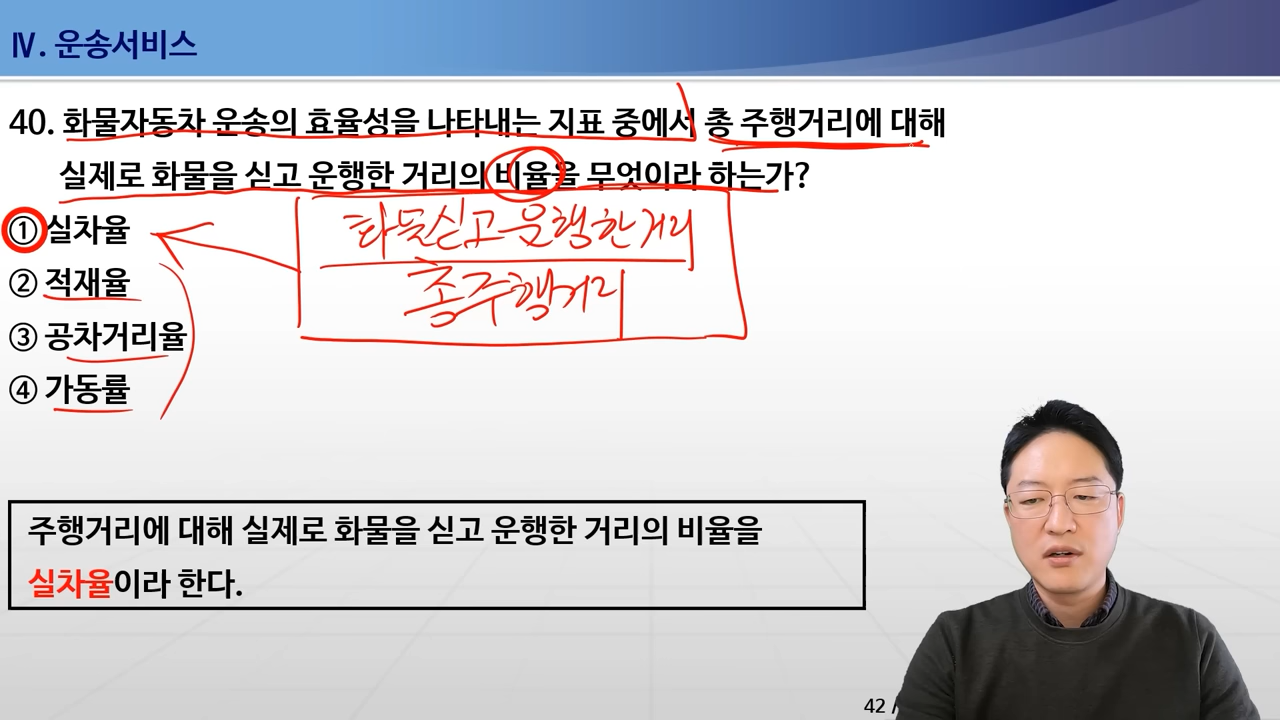 Ⅳ. 운송서비스
40. 화물자동차 운송의 효율성을 나타내는 지표 중에서 총 주행거리에 대해
실제로 화물을 싣고 운행한 거리의 비율을 무엇이라 하는가?
① 실차율
화물싣고 운행한거리
② 적재율
총주행거리
③ 공차거리율
④ 가동률
주행거리에 대해 실제로 화물을 싣고 운행한 거리의 비율을
실차율이라 한다.
42 /